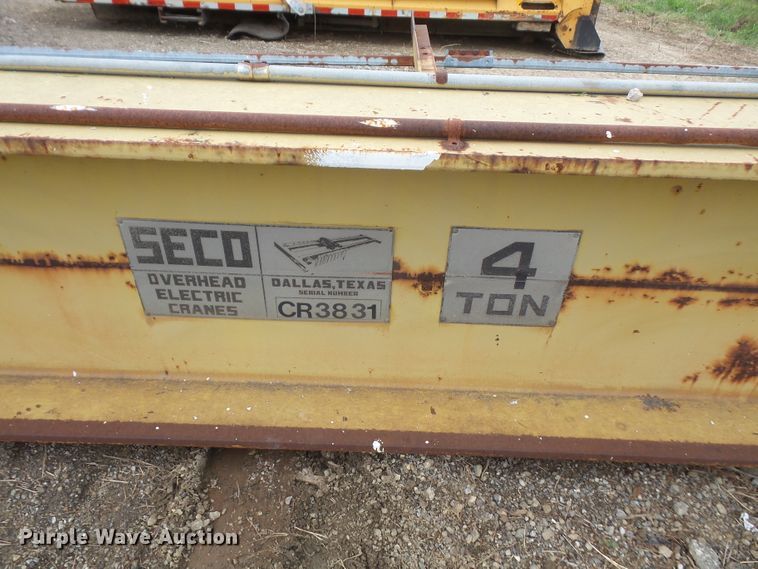 SECO
OVERHEAD
ELECTRIC
CRANES
DALLAS, TEXAS
SERIAL NUMBER
CR3831
4
TON
Purple Wave Auction